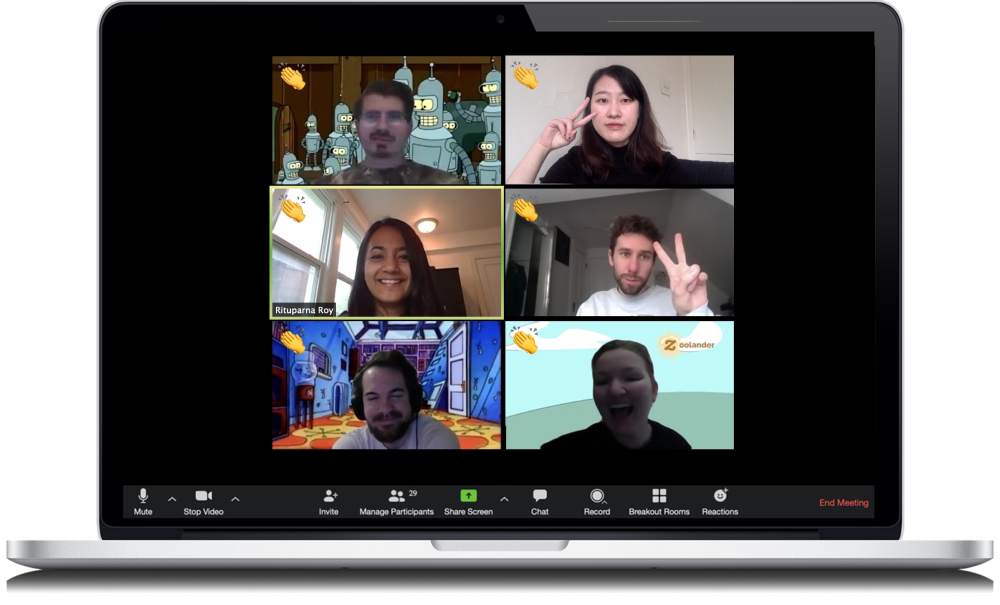 Zoolander
Rituparna Roy
29
Mute
Stop Video
Invite
Manage Participants
Share Screen
Chat
Record
Breakout Rooms
Reactions
End Meeting